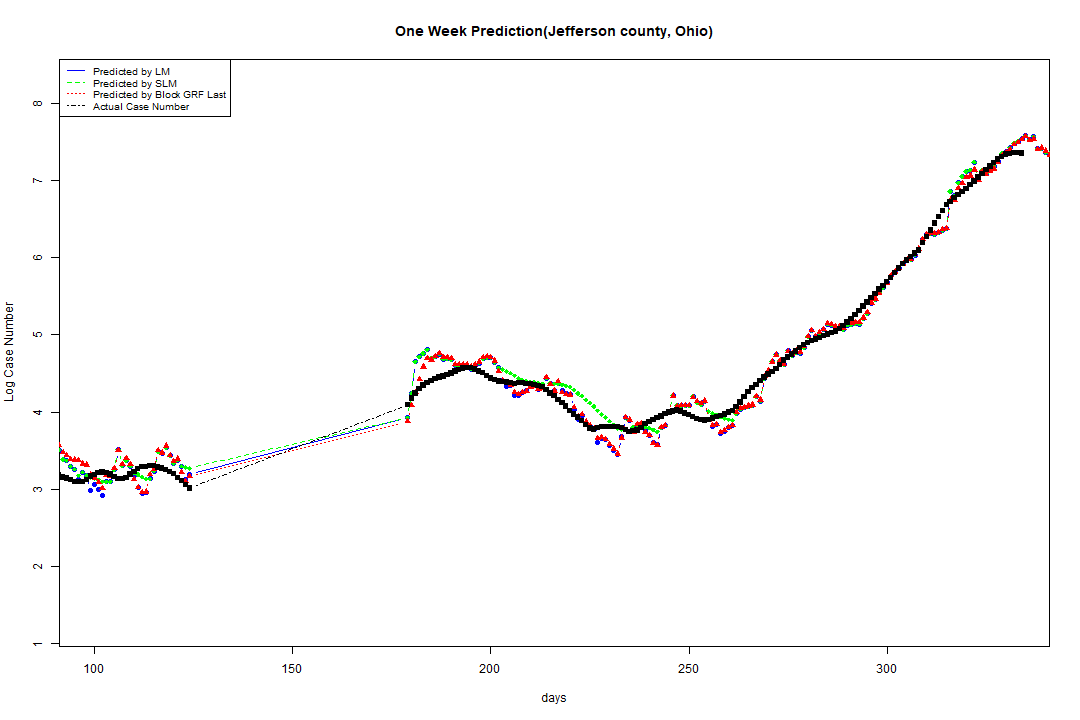 One Week Prediction(Jefferson county, Ohio)
Predicted by LM
Predicted by SLM
Predicted by Block GRF Last
Actual Case Number
8
7
6
5
4
3
2
1
Log Case Number
100 150 200 250 300
days